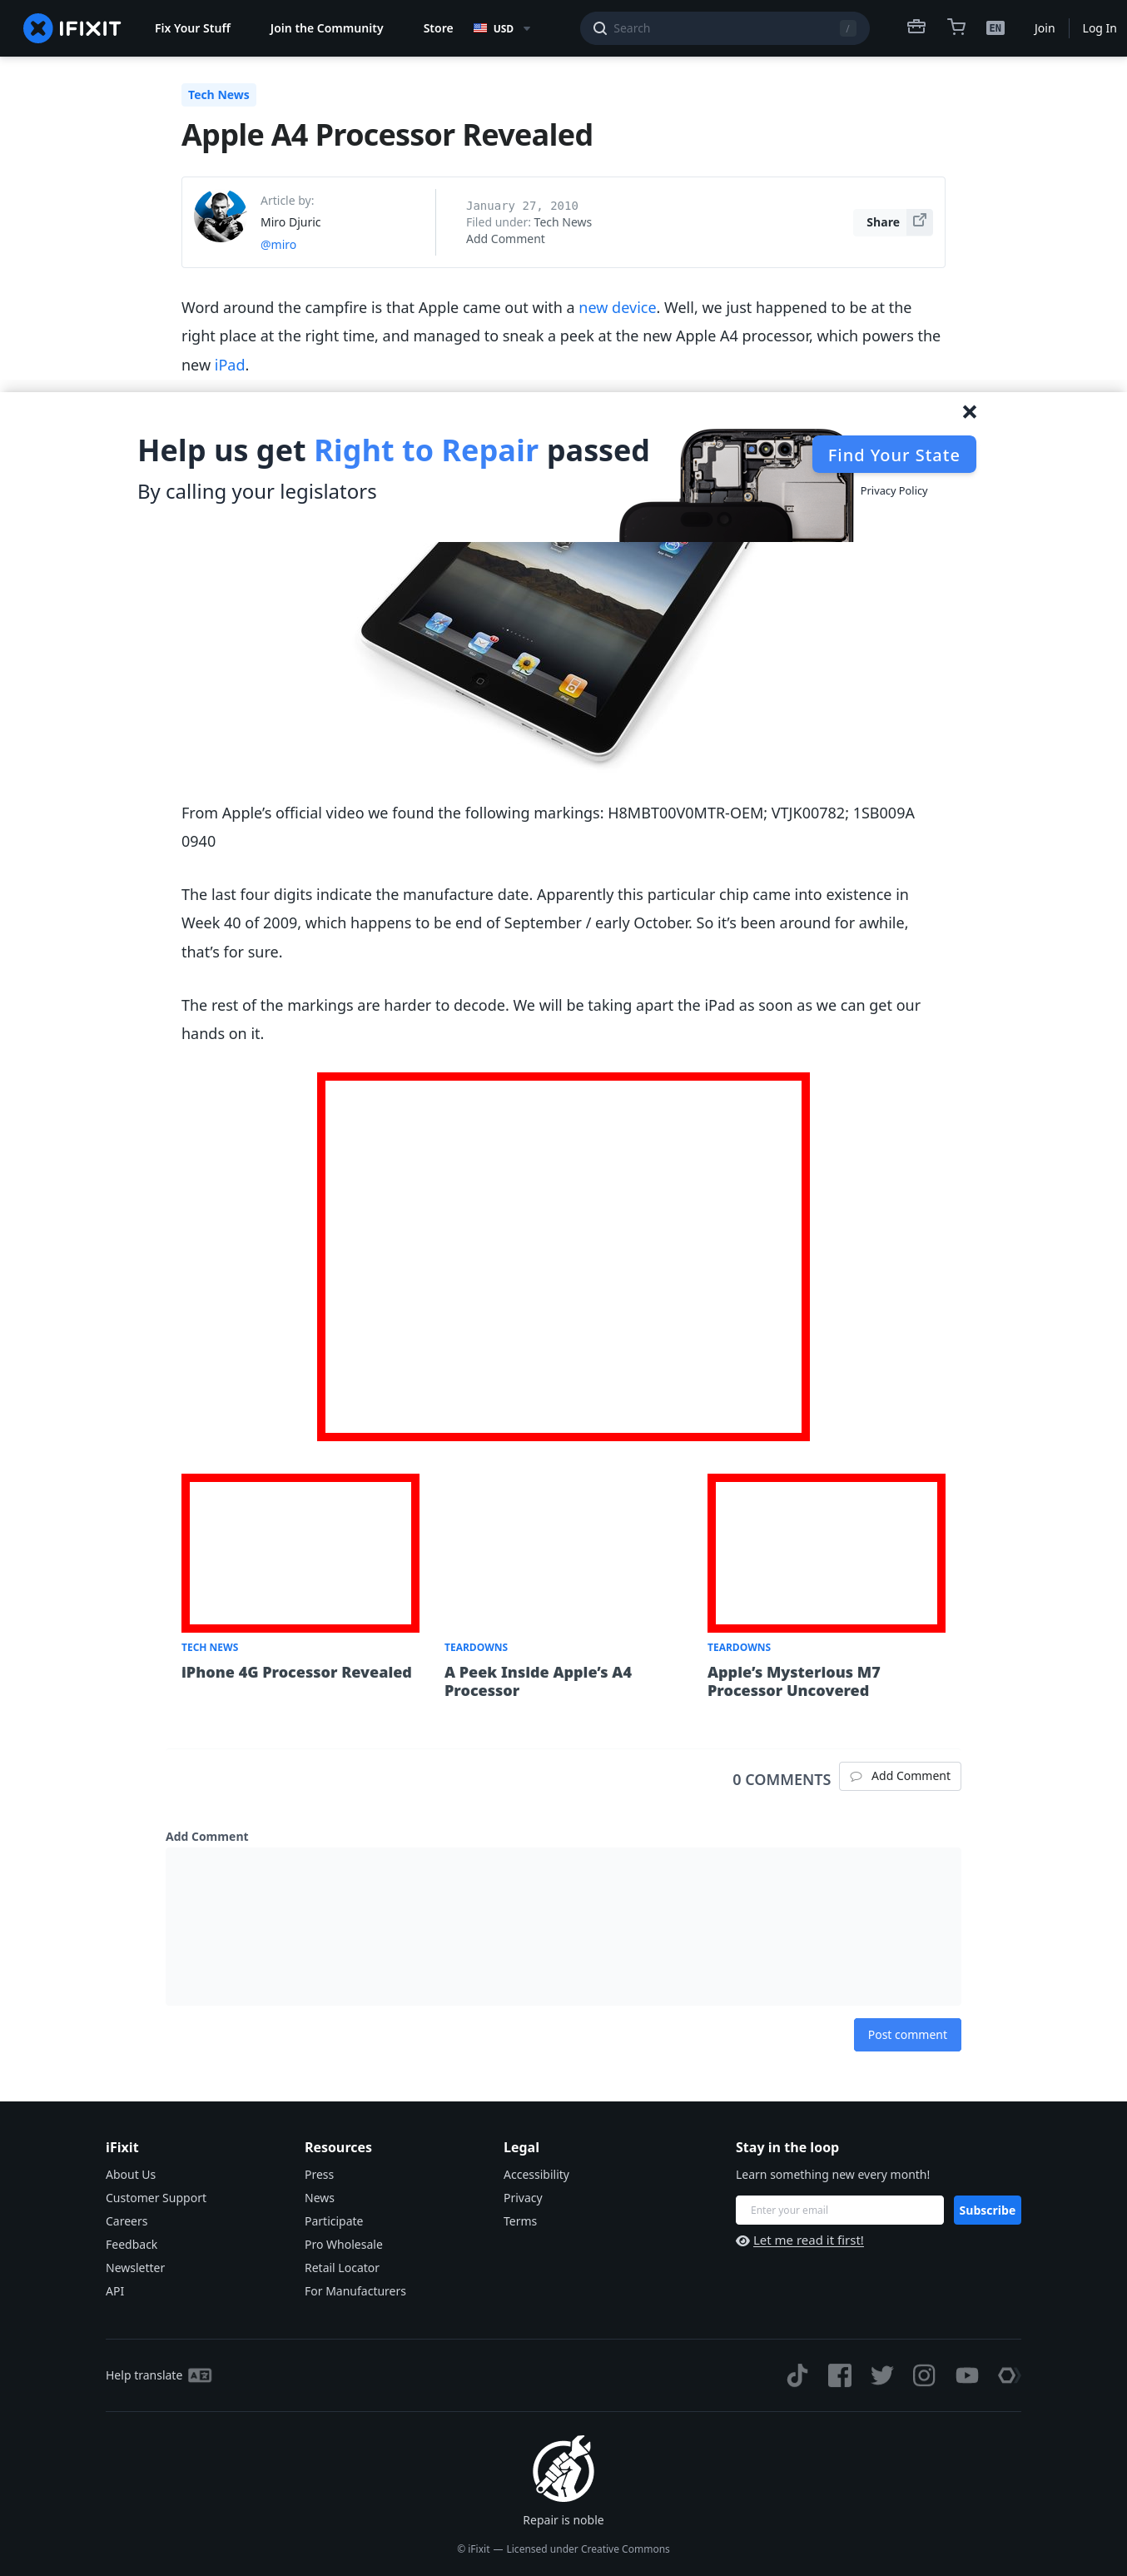 IFIXIT
Fix Your Stuff
Join the Community
Store
USD
Search
/
EN
Join
Log In
Tech News
Apple A4 Processor Revealed
Article by:
Miro Djuric
@miro
January 27, 2010
Filed under: Tech News
Add Comment
Share
Word around the campfire is that Apple came out with a new device. Well, we just happened to be at the
right place at the right time, and managed to sneak a peek at the new Apple A4 processor, which powers the
new iPad.
Help us get Right to Repair passed
By calling your legislators
Find Your State
Privacy Policy
From Apple’s official video we found the following markings: H8MBT00V0MTR-OEM; VTJK00782; 1SB009A
0940
The last four digits indicate the manufacture date. Apparently this particular chip came into existence in
Week 40 of 2009, which happens to be end of September / early October. So it’s been around for awhile,
that’s for sure.
The rest of the markings are harder to decode. We will be taking apart the iPad as soon as we can get our
hands on it.
TECH NEWS
iPhone 4G Processor Revealed
TEARDOWNS
A Peek Inside Apple’s A4
Processor
TEARDOWNS
Apple’s Mysterious M7
Processor Uncovered
0 COMMENTS
Add Comment
Add Comment
Post comment
iFixit
About Us
Customer Support
Careers
Feedback
Newsletter
API
Resources
Press
News
Participate
Pro Wholesale
Retail Locator
For Manufacturers
Legal
Accessibility
Privacy
Terms
Stay in the loop
Learn something new every month!
Enter your email
Subscribe
Let me read it first!
Help translate
Repair is noble
© iFixit — Licensed under Creative Commons